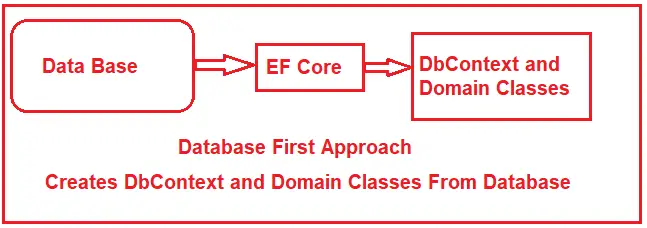 Data Base
EF Core
DbContext and
Domain Classes
Database First Approach
Creates DbContext and Domain Classes From Database